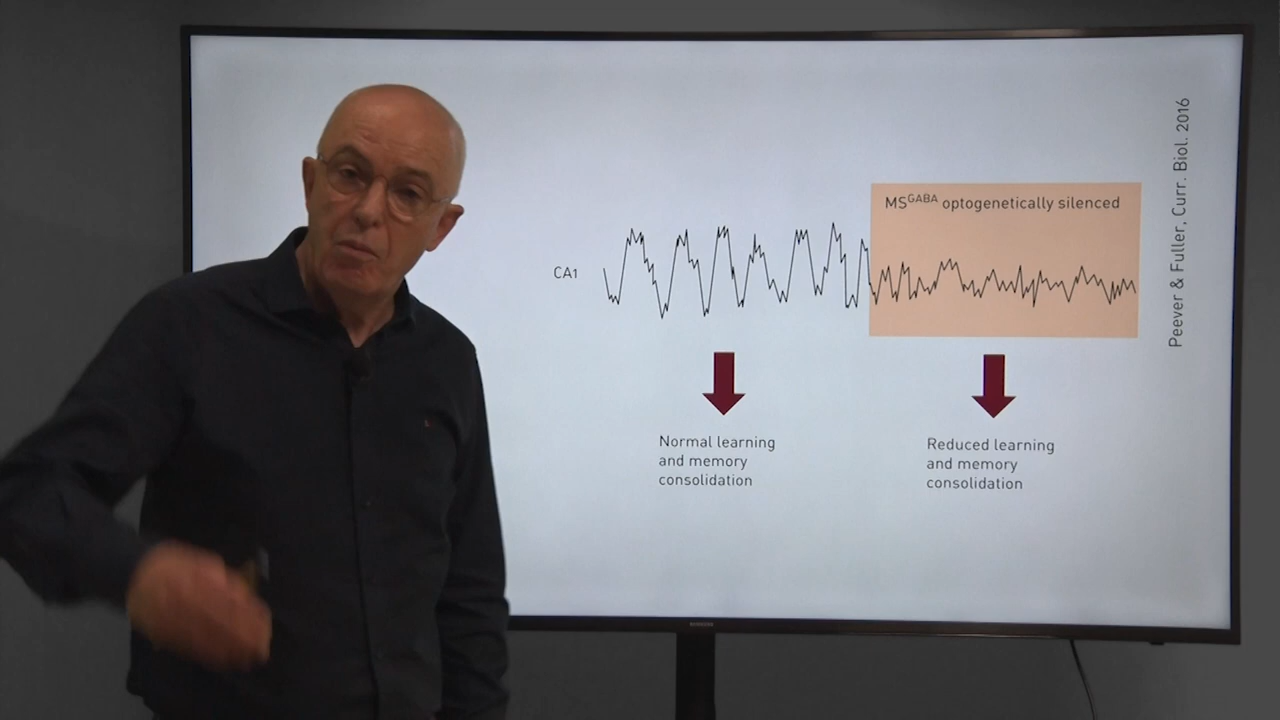 MSGABA optogenetically silenced
CA1
Normal learning
and memory
consolidation
Reduced learning
and memory
consolidation
Peever & Fuller, Curr. Biol. 2016